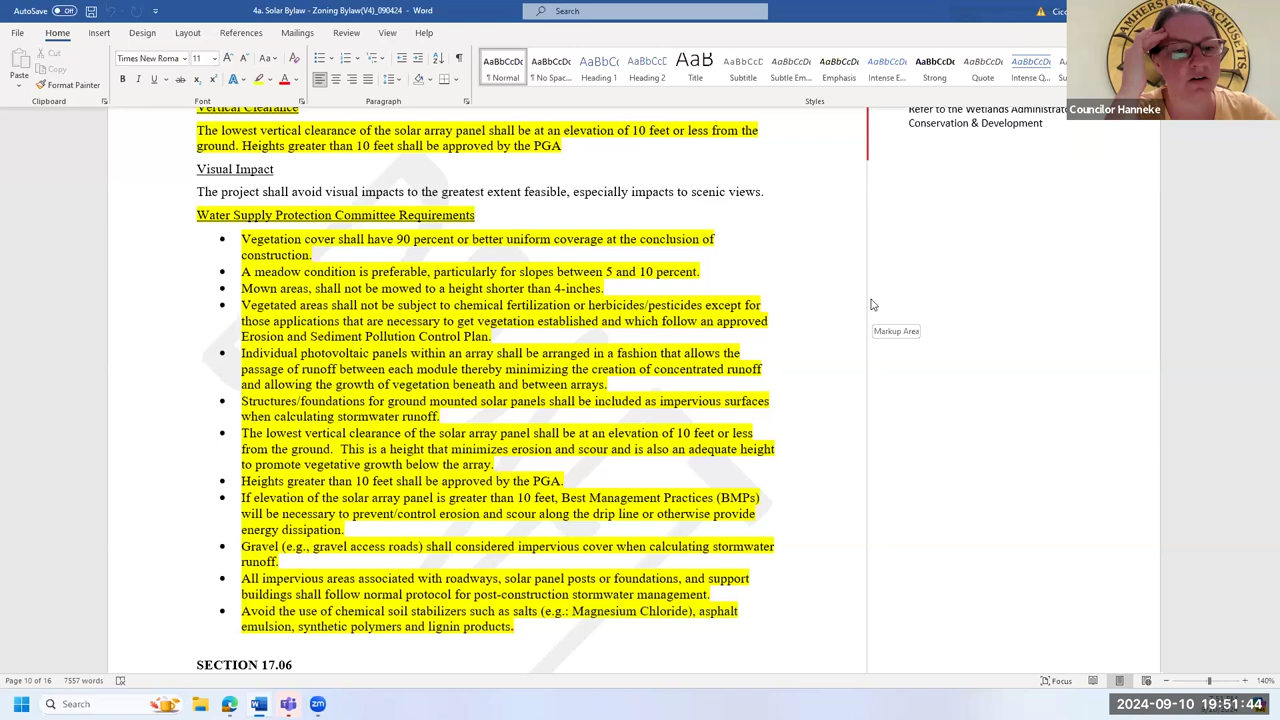 AutoSave
Off
4a. Solar Bylaw - Zoning Bylaw(V4)_090424 - Word
Search
File
Home
Insert
Design
Layout
References
Mailings
Review
View
Help
Paste
Cut
Copy
Format Painter
Clipboard
Times New Roma
11
Font
Paragraph
AaBbCcDc
¶ Normal
AaBbCcDc
¶ No Spac...
AaBbC
Heading 1
AaBbCcC
Heading 2
AaB
Title
AaBbCcD
Subtitle
AaBbCcDc
Subtle Em...
AaBbCcDc
Emphasis
AaBbCcDc
Intense E...
AaBbCcDc
Strong
AaBbCcDc
Quote
AaBbCcDc
Intense Q...
Styles
AMHERST, MASSACHUSETTS
Councilor Hanneke
Refer to the Wetlands Administrat
Conservation & Development
Vertical Clearance
The lowest vertical clearance of the solar array panel shall be at an elevation of 10 feet or less from the
ground. Heights greater than 10 feet shall be approved by the PGA
Visual Impact
The project shall avoid visual impacts to the greatest extent feasible, especially impacts to scenic views.
Water Supply Protection Committee Requirements
• Vegetation cover shall have 90 percent or better uniform coverage at the conclusion of
construction.
• A meadow condition is preferable, particularly for slopes between 5 and 10 percent.
• Mown areas, shall not be mowed to a height shorter than 4-inches.
• Vegetated areas shall not be subject to chemical fertilization or herbicides/pesticides except for
those applications that are necessary to get vegetation established and which follow an approved
Erosion and Sediment Pollution Control Plan.
• Individual photovoltaic panels within an array shall be arranged in a fashion that allows the
passage of runoff between each module thereby minimizing the creation of concentrated runoff
and allowing the growth of vegetation beneath and between arrays.
• Structures/foundations for ground mounted solar panels shall be included as impervious surfaces
when calculating stormwater runoff.
• The lowest vertical clearance of the solar array panel shall be at an elevation of 10 feet or less
from the ground.  This is a height that minimizes erosion and scour and is also an adequate height
to promote vegetative growth below the array.
• Heights greater than 10 feet shall be approved by the PGA.
• If elevation of the solar array panel is greater than 10 feet, Best Management Practices (BMPs)
will be necessary to prevent/control erosion and scour along the drip line or otherwise provide
energy dissipation.
• Gravel (e.g., gravel access roads) shall considered impervious cover when calculating stormwater
runoff.
• All impervious areas associated with roadways, solar panel posts or foundations, and support
buildings shall follow normal protocol for post-construction stormwater management.
• Avoid the use of chemical soil stabilizers such as salts (e.g.: Magnesium Chloride), asphalt
emulsion, synthetic polymers and lignin products.
SECTION 17.06
Markup Area
Page 10 of 16
7557 words
Focus
140%
Search
2024-09-10 19:51:44